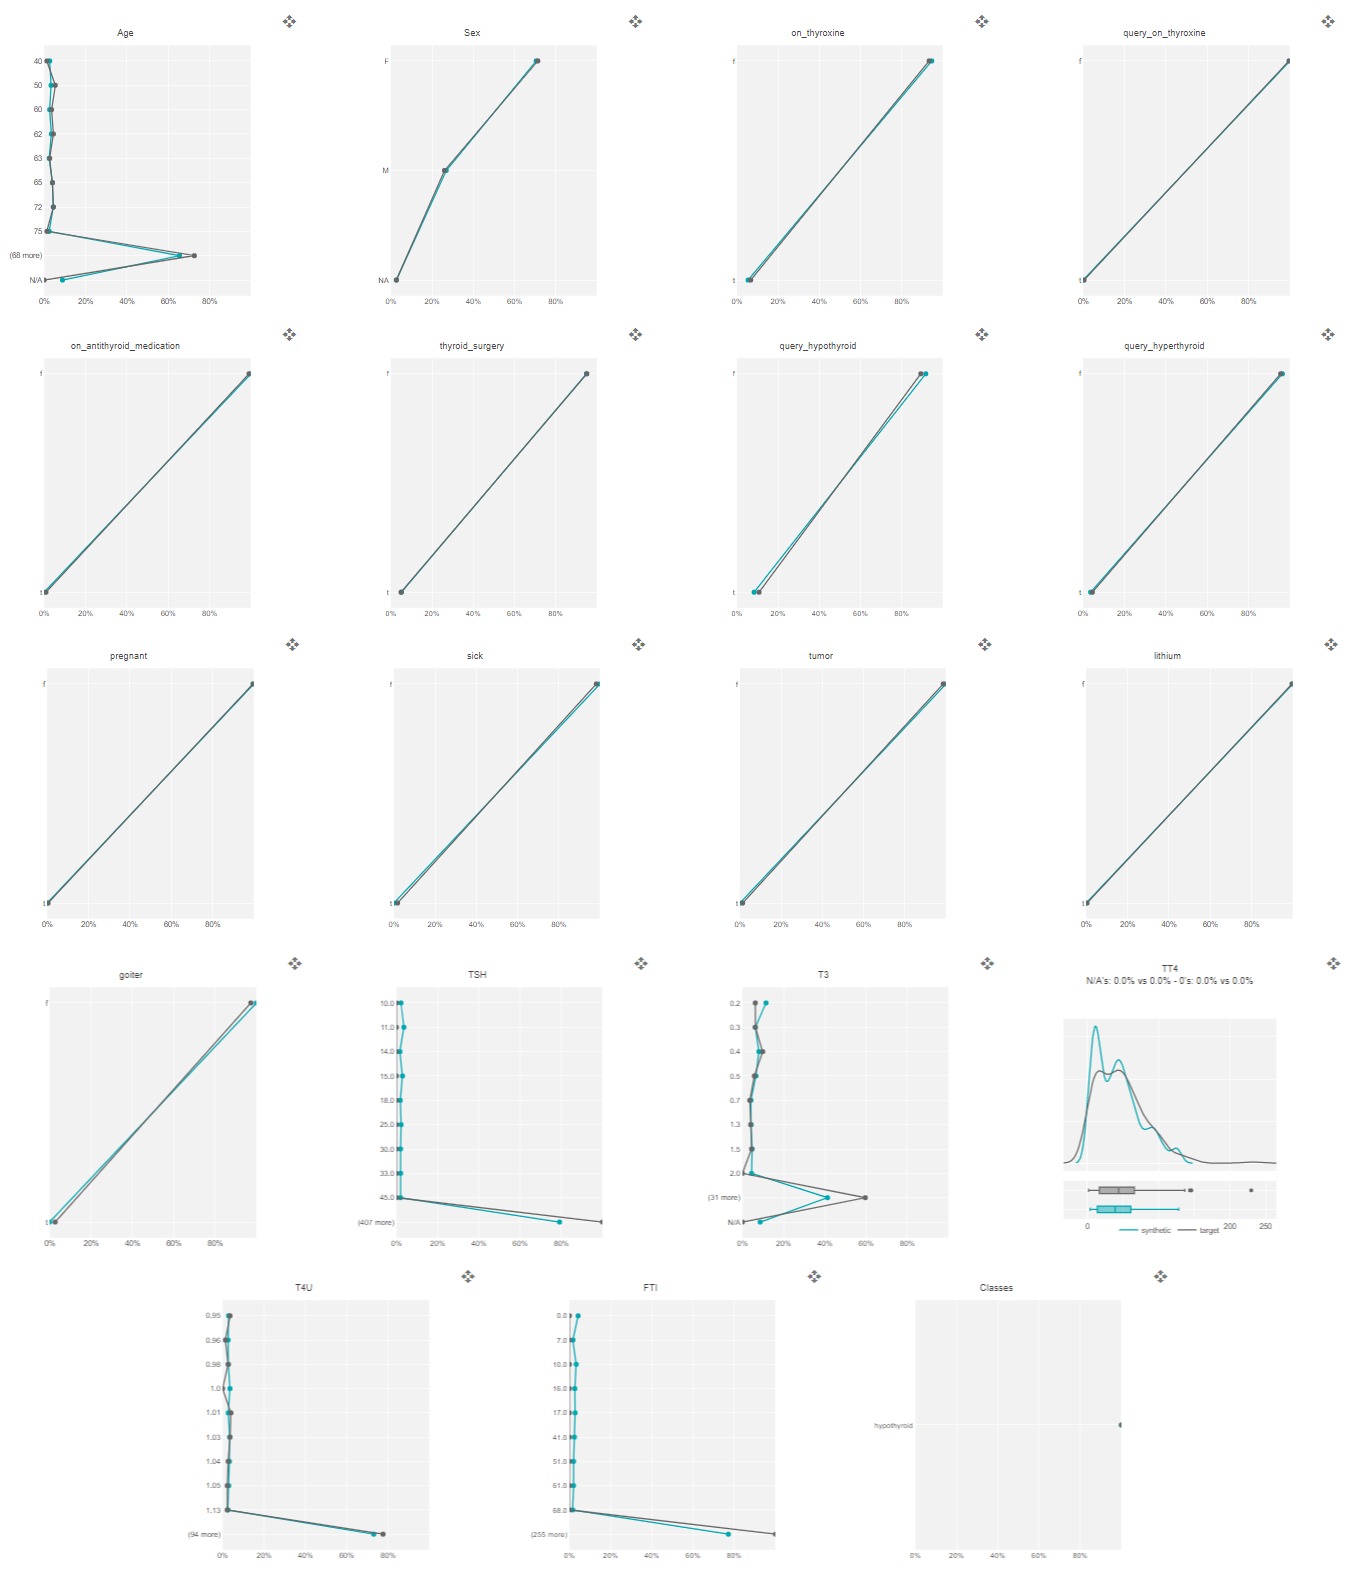 Age
40
50
60
62
63
65
72
75
(68 more)
N/A
0% 20% 40% 60% 80%
Sex
F
M
NA
0% 20% 40% 60% 80%
on_thyroxine
f
t
0% 20% 40% 60% 80%
query_on_thyroxine
f
t
0% 20% 40% 60% 80%
on_antithyroid_medication
f
t
0% 20% 40% 60% 80%
thyroid_surgery
f
t
0% 20% 40% 60% 80%
query_hypothyroid
f
t
0% 20% 40% 60% 80%
query_hyperthyroid
f
t
0% 20% 40% 60% 80%
pregnant
f
t
0% 20% 40% 60% 80%
sick
f
t
0% 20% 40% 60% 80%
tumor
f
t
0% 20% 40% 60% 80%
lithium
f
t
0% 20% 40% 60% 80%
goiter
f
t
0% 20% 40% 60% 80%
TSH
10.0
11.0
14.0
15.0
18.0
25.0
30.0
33.0
45.0
(407 more)
0% 20% 40% 60% 80%
T3
0.2
0.3
0.4
0.5
0.7
1.3
1.5
2.0
(31 more)
N/A
0% 20% 40% 60% 80%
TT4
N/A's: 0.0% vs 0.0% - 0's: 0.0% vs 0.0%
0 200 250
synthetic target
T4U
0.95
0.96
0.98
1.0
1.01
1.03
1.04
1.05
1.13
(94 more)
0% 20% 40% 60% 80%
FTI
7.0
10.0
16.0
17.0
41.0
51.0
61.0
68.0
(255 more)
0% 20% 40% 60% 80%
Classes
hypothyroid
0% 20% 40% 60% 80%